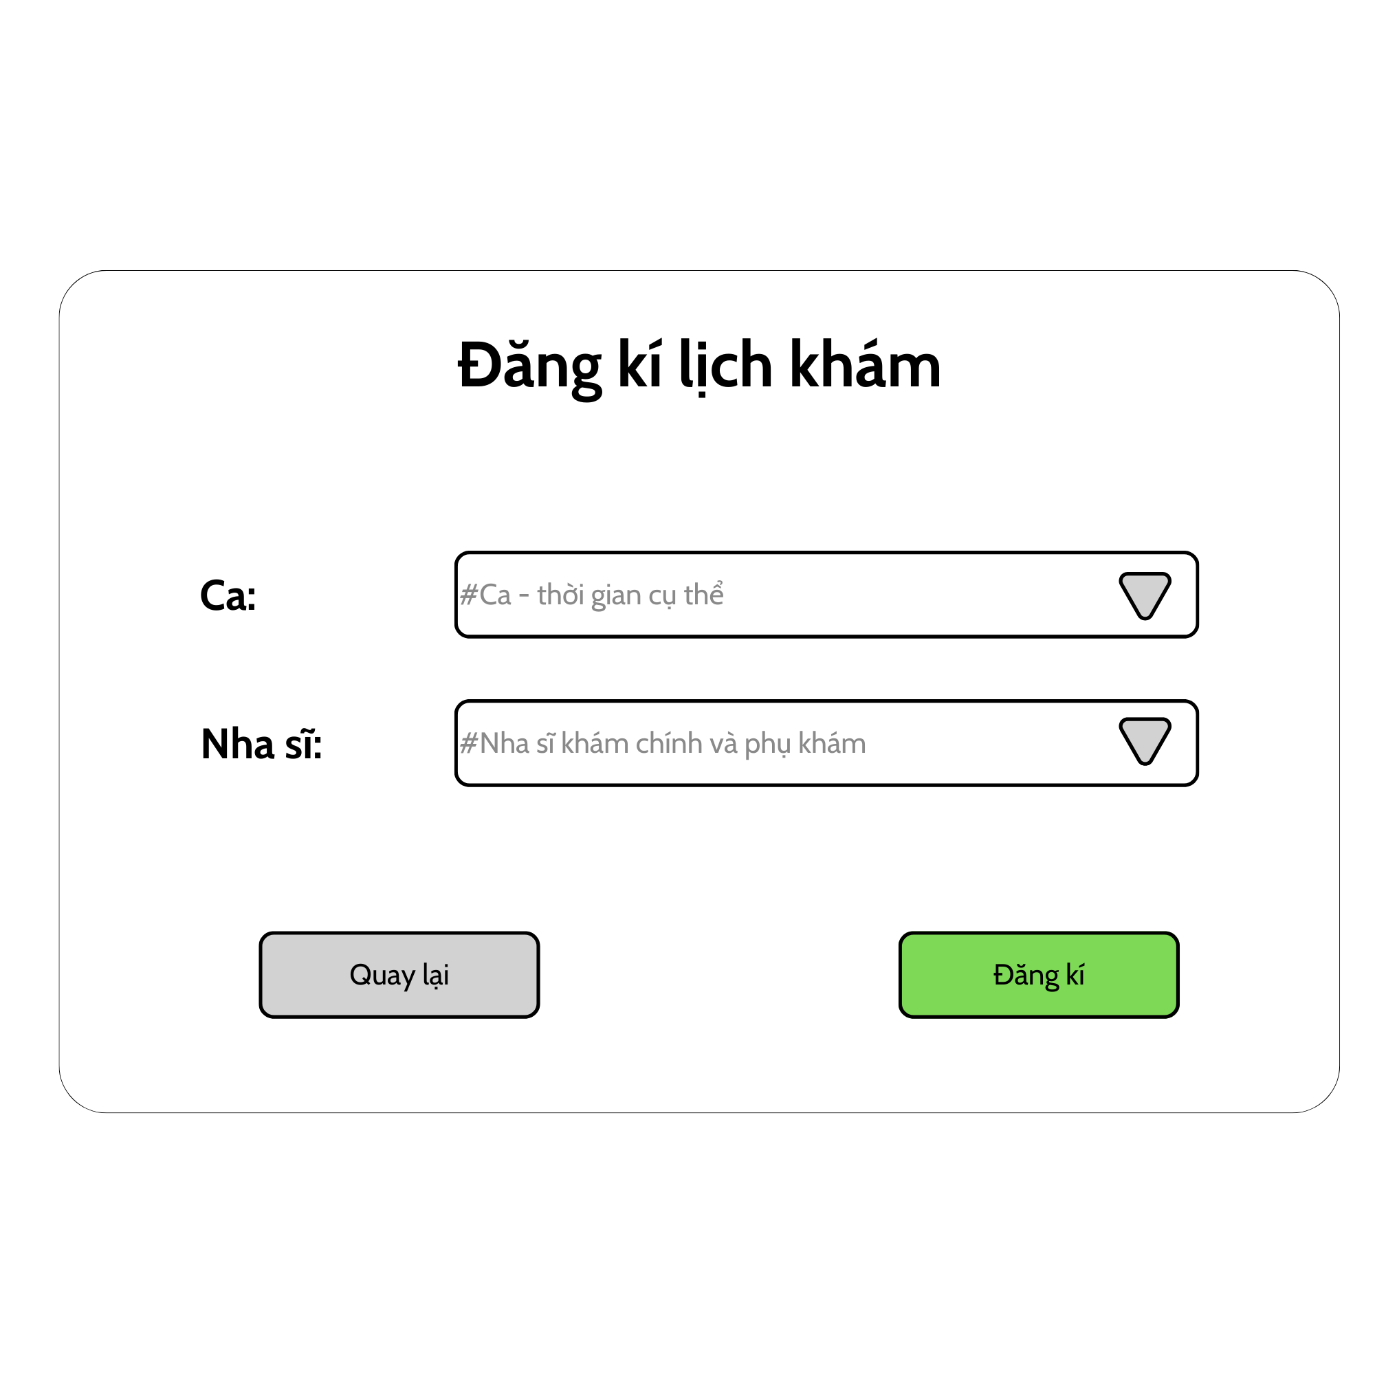 Đăng kí lịch khám
Ca:
#Ca - thời gian cụ thể
Nha sĩ:
#Nha sĩ khám chính và phụ khám
Quay lại
Đăng kí